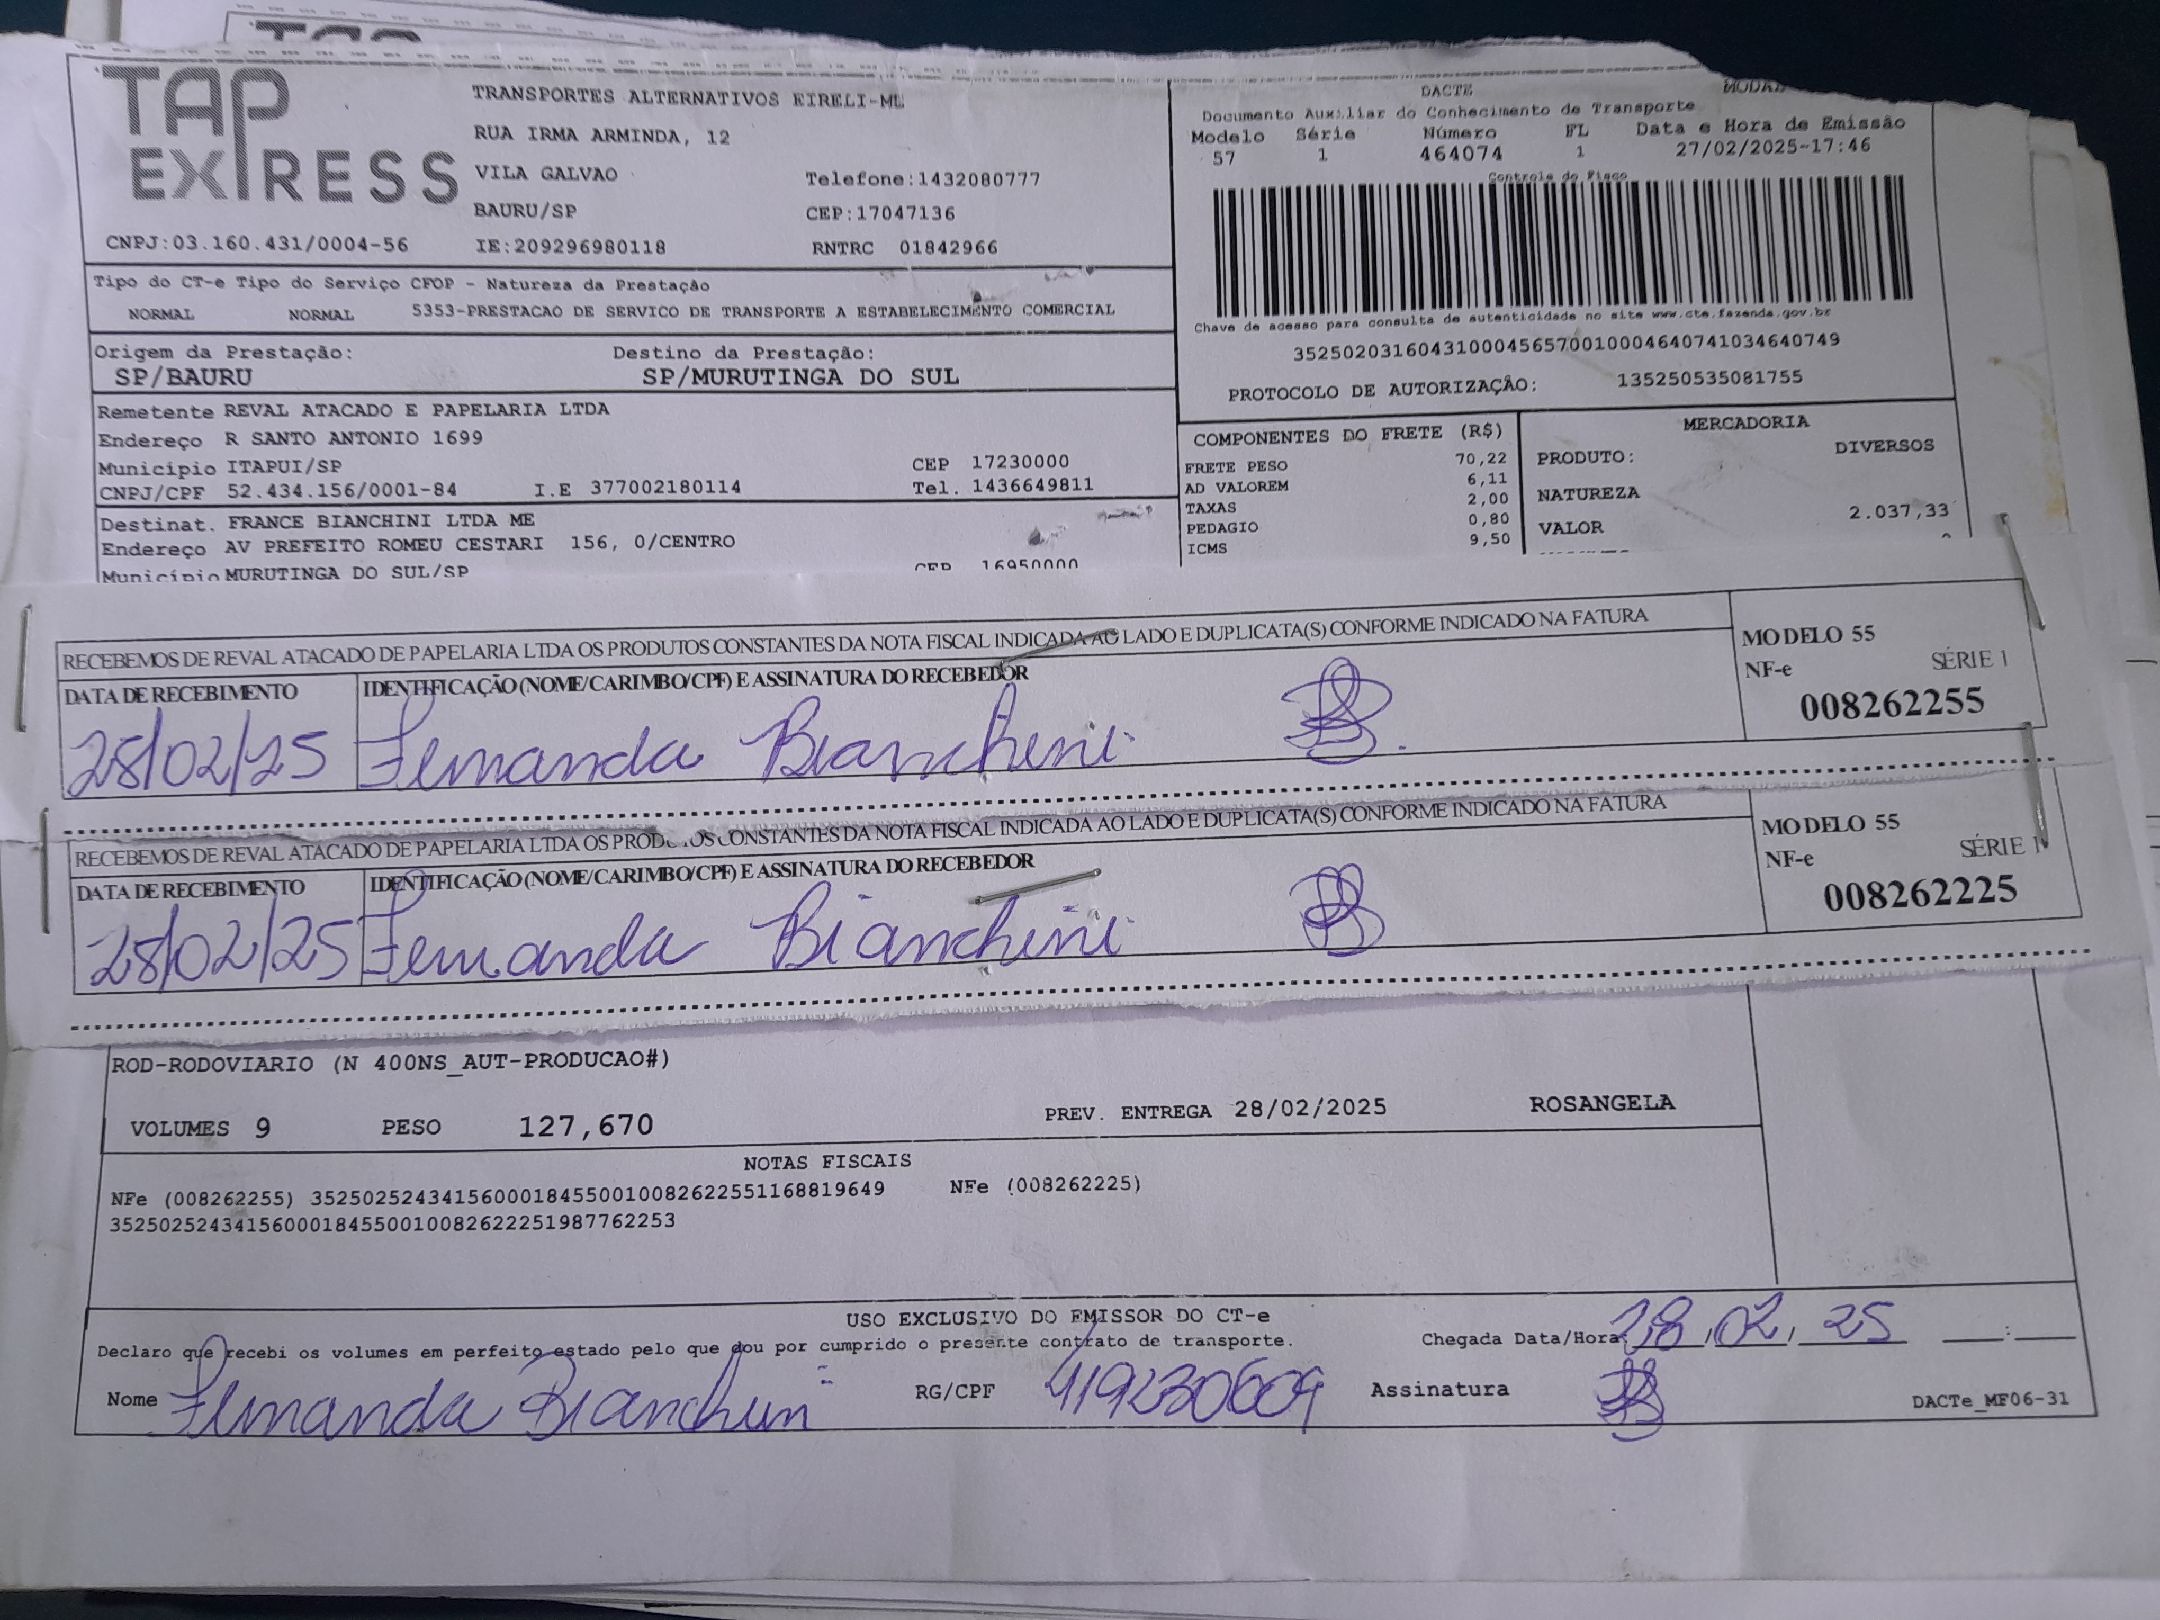 TAP EXPRESS
TRANSPORTES ALTERNATIVOS EIRELI-ME
RUA IRMA ARMINDA, 12
VILA GALVAO Telefone:1432080777
BAURU/SP CEP:17047136
CNPJ:03.160.431/0004-56 IE:209296980118 RNTRC 01842966
DACTE
Documento Auxiliar do Conhecimento de Transporte
Modelo Série Número FL Data e Hora de Emissão
57 1 464074 1 27/02/2025-17:46
Controle do Fisco
Chave de acesso para consulta de autenticidade no site www.cte.fazenda.gov.br
35250203160431000456570010004640741034640749
PROTOCOLO DE AUTORIZAÇÃO: 135250535081755
Tipo do CT-e Tipo do Serviço CFOP - Natureza da Prestação
NORMAL NORMAL 5353-PRESTACAO DE SERVICO DE TRANSPORTE A ESTABELECIMENTO COMERCIAL
Origem da Prestação: Destino da Prestação:
SP/BAURU SP/MURUTINGA DO SUL
Remetente REVAL ATACADO E PAPELARIA LTDA
Endereço R SANTO ANTONIO 1699
Município ITAPUI/SP CEP 17230000
CNPJ/CPF 52.434.156/0001-84 I.E 377002180114 Tel. 1436649811
Destinat. FRANCE BIANCHINI LTDA ME
Endereço AV PREFEITO ROMEU CESTARI 156, 0/CENTRO
Município MURUTINGA DO SUL/SP CEP 16950000
COMPONENTES DO FRETE (R$)
FRETE PESO 70,22
AD VALOREM 6,11
TAXAS 2,00
PEDAGIO 0,80
ICMS 9,50
MERCADORIA
PRODUTO: DIVERSOS
NATUREZA
VALOR 2.037,33
RECEBEMOS DE REVAL ATACADO DE PAPELARIA LTDA OS PRODUTOS CONSTANTES DA NOTA FISCAL INDICADA AO LADO E DUPLICATA(S) CONFORME INDICADO NA FATURA
DATA DE RECEBIMENTO IDENTIFICAÇÃO (NOME/CARIMBO/CPF) E ASSINATURA DO RECEBEDOR
28/02/25 Fernanda Bianchini
MODELO 55
NF-e SÉRIE 1
008262255
RECEBEMOS DE REVAL ATACADO DE PAPELARIA LTDA OS PRODUTOS CONSTANTES DA NOTA FISCAL INDICADA AO LADO E DUPLICATA(S) CONFORME INDICADO NA FATURA
DATA DE RECEBIMENTO IDENTIFICAÇÃO (NOME/CARIMBO/CPF) E ASSINATURA DO RECEBEDOR
28/02/25 Fernanda Bianchini
MODELO 55
NF-e SÉRIE 1
008262225
ROD-RODOVIARIO (N 400NS_AUT-PRODUCAO#)
VOLUMES 9 PESO 127,670 PREV. ENTREGA 28/02/2025 ROSANGELA
NOTAS FISCAIS
NFe (008262255) 35250252434156000184550010082622551168819649 NFe (008262225)
35250252434156000184550010082622251987762253
USO EXCLUSIVO DO EMISSOR DO CT-e
Declaro que recebi os volumes em perfeito estado pelo que dou por cumprido o presente contrato de transporte. Chegada Data/Hora 28/02/25 __:__
Nome Fernanda Bianchini RG/CPF 419230609 Assinatura
DACTe_MF06-31